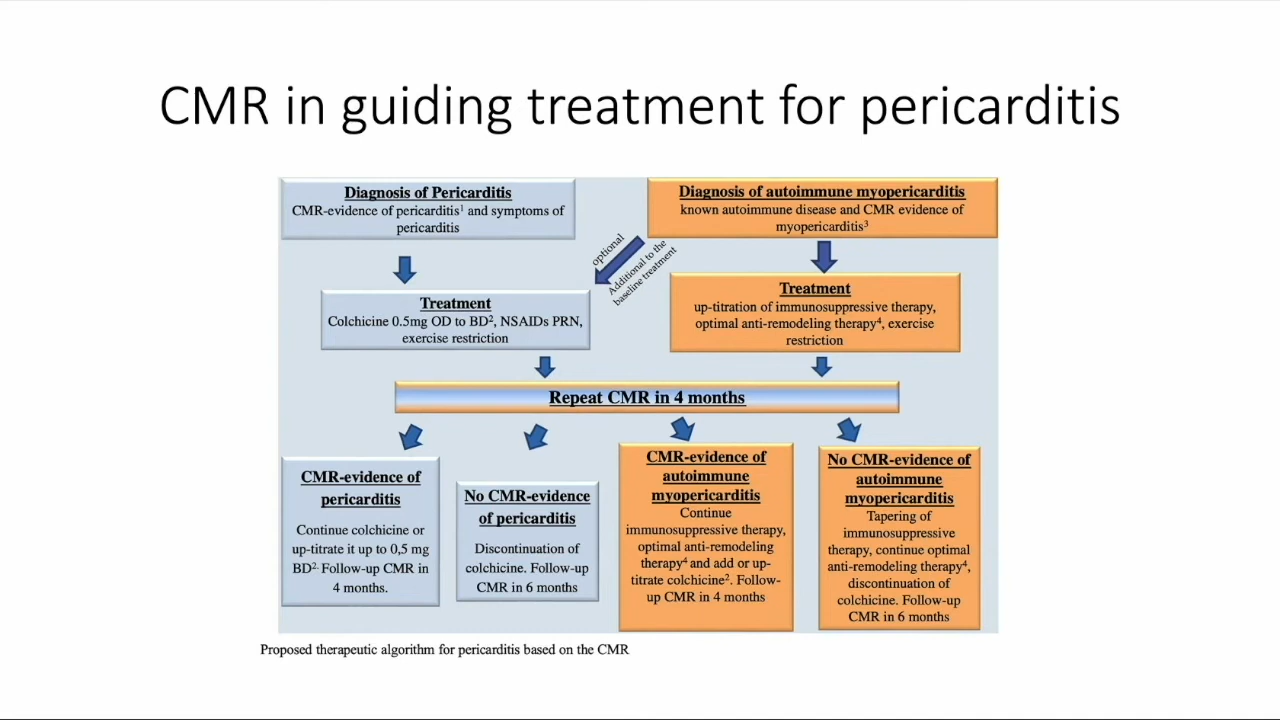 CMR in guiding treatment for pericarditis
Diagnosis of Pericarditis
CMR-evidence of pericarditis¹ and symptoms of
pericarditis
Diagnosis of autoimmune myopericarditis
known autoimmune disease and CMR evidence of
myopericarditis³
optional
Additional to the
baseline treatment
Treatment
Colchicine 0.5mg OD to BD², NSAIDs PRN,
exercise restriction
Treatment
up-titration of immunosuppressive therapy,
optimal anti-remodeling therapy⁴, exercise
restriction
Repeat CMR in 4 months
CMR-evidence of
pericarditis
Continue colchicine or
up-titrate it up to 0,5 mg
BD². Follow-up CMR in
4 months.
No CMR-evidence
of pericarditis
Discontinuation of
colchicine. Follow-up
CMR in 6 months
CMR-evidence of
autoimmune
myopericarditis
Continue
immunosuppressive therapy,
optimal anti-remodeling
therapy⁴ and add or up-
titrate colchicine². Follow-
up CMR in 4 months
No CMR-evidence of
autoimmune
myopericarditis
Tapering of
immunosuppressive
therapy, continue optimal
anti-remodeling therapy⁴,
discontinuation of
colchicine. Follow-up
CMR in 6 months
Proposed therapeutic algorithm for pericarditis based on the CMR